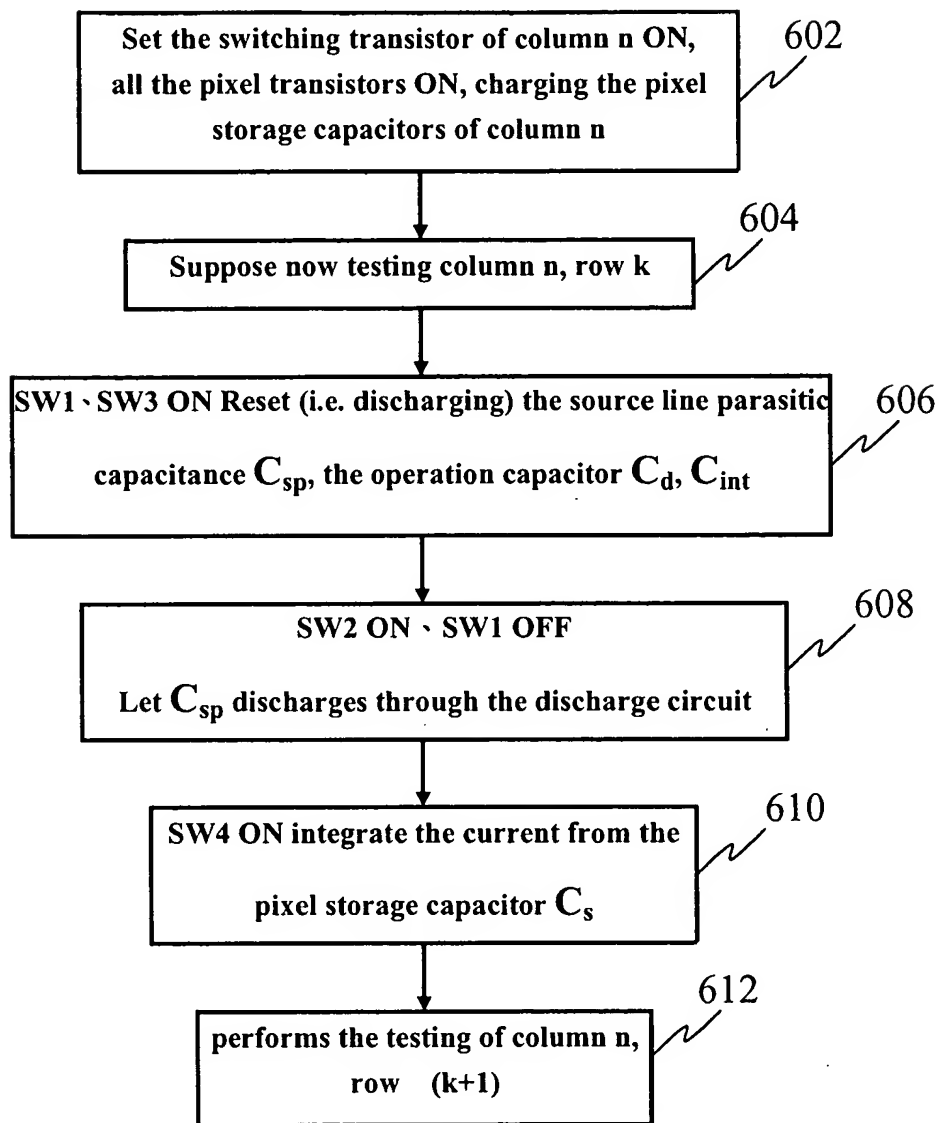 Set the switching transistor of column n ON,
all the pixel transistors ON, charging the pixel
storage capacitors of column n
602
604
Suppose now testing column n, row k
SW1、SW3 ON Reset (i.e. discharging) the source line parasitic
capacitance Csp, the operation capacitor Cd, Cint
606
608
SW2 ON、SW1 OFF
Let Csp discharges through the discharge circuit
610
SW4 ON integrate the current from the
pixel storage capacitor Cs
612
performs the testing of column n,
row (k+1)